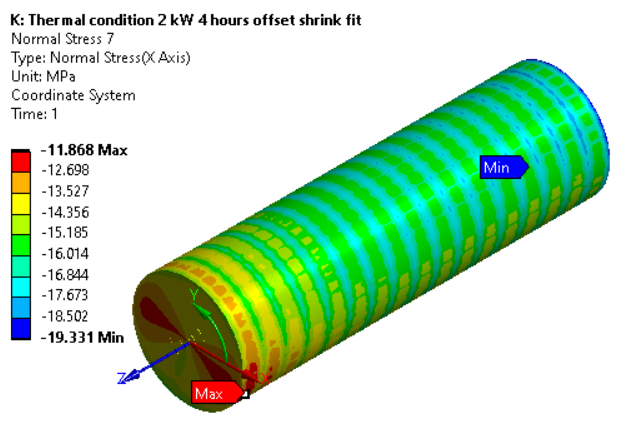 K: Thermal condition 2 kW 4 hours offset shrink fit
Normal Stress 7
Type: Normal Stress(X Axis)
Unit: MPa
Coordinate System
Time: 1
-11.868 Max
-12.698
-13.527
-14.356
-15.185
-16.014
-16.844
-17.673
-18.502
-19.331 Min
Min
Y
Z
X
Max